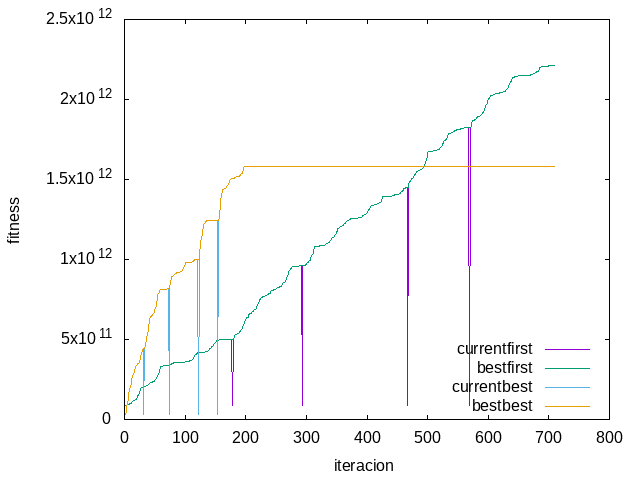 2.5x10 12
2x10 12
1.5x10 12
1x10 12
5x10 11
0
fitness
currentfirst
bestfirst
currentbest
bestbest
0 100 200 300 400 500 600 700 800
iteracion